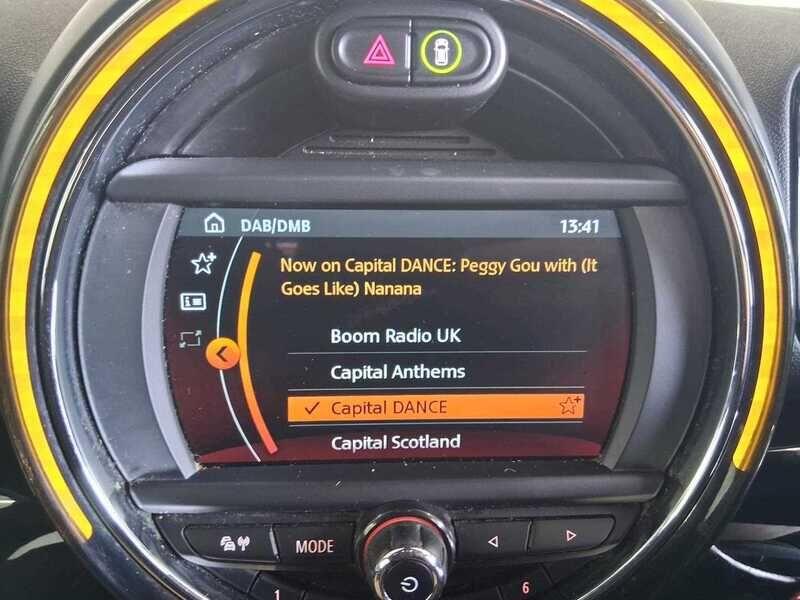 DAB/DMB 13:41
Now on Capital DANCE: Peggy Gou with (It
Goes Like) Nanana
Boom Radio UK
Capital Anthems
Capital DANCE
Capital Scotland
MODE
1 6